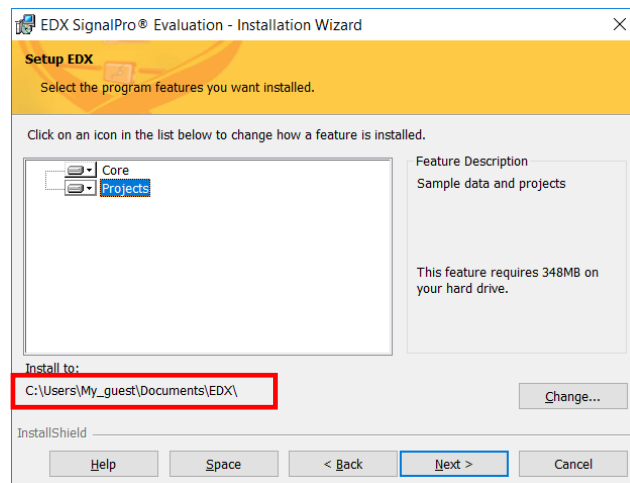 EDX SignalPro® Evaluation - Installation Wizard
Setup EDX
Select the program features you want installed.
Click on an icon in the list below to change how a feature is installed.
Core
Projects
Feature Description
Sample data and projects
This feature requires 348MB on
your hard drive.
Install to:
C:\Users\My_guest\Documents\EDX\
Change...
InstallShield
Help
Space
< Back
Next >
Cancel